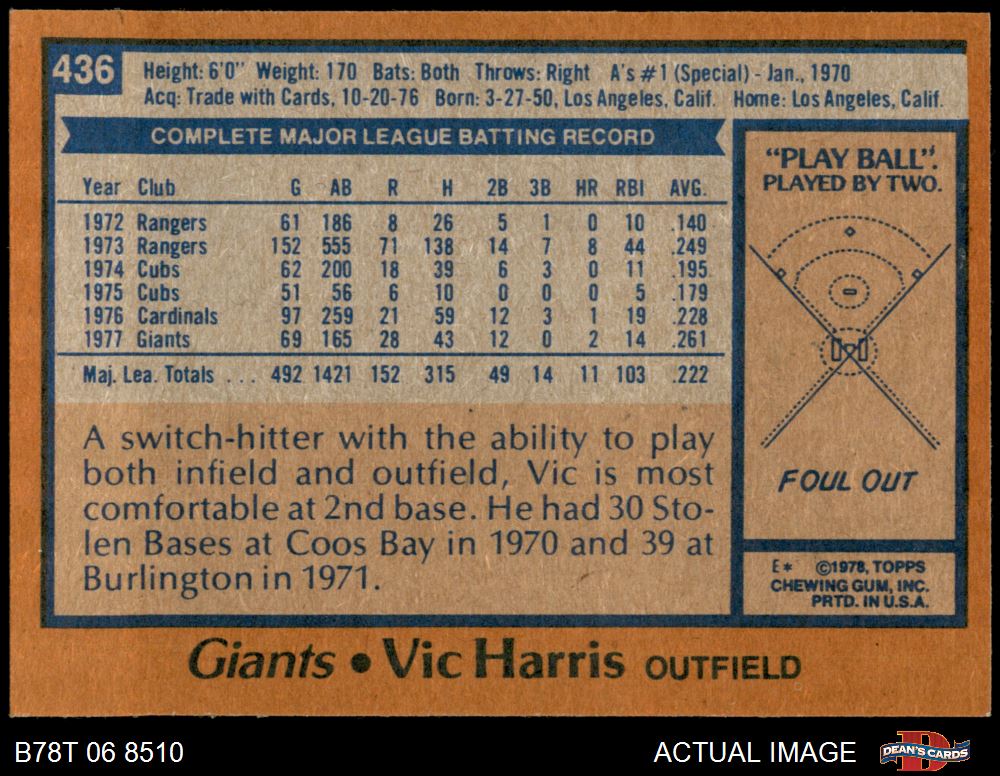 436
Height: 6'0" Weight: 170 Bats: Both Throws: Right A's #1 (Special) - Jan., 1970
Acq: Trade with Cards, 10-20-76 Born: 3-27-50, Los Angeles, Calif. Home: Los Angeles, Calif.
COMPLETE MAJOR LEAGUE BATTING RECORD
Year Club G AB R H 2B 3B HR RBI AVG.
1972 Rangers 61 186 8 26 5 1 0 10 .140
1973 Rangers 152 555 71 138 14 7 8 44 .249
1974 Cubs 62 200 18 39 6 3 0 11 .195
1975 Cubs 51 56 6 10 0 0 0 5 .179
1976 Cardinals 97 259 21 59 12 3 1 19 .228
1977 Giants 69 165 28 43 12 0 2 14 .261
Maj. Lea. Totals . . . 492 1421 152 315 49 14 11 103 .222
A switch-hitter with the ability to play
both infield and outfield, Vic is most
comfortable at 2nd base. He had 30 Sto-
len Bases at Coos Bay in 1970 and 39 at
Burlington in 1971.
"PLAY BALL".
PLAYED BY TWO.
FOUL OUT
E* ©1978, TOPPS
CHEWING GUM, INC.
PRTD. IN U.S.A.
Giants • Vic Harris OUTFIELD
B78T 06 8510
ACTUAL IMAGE
D
DEAN'S CARDS